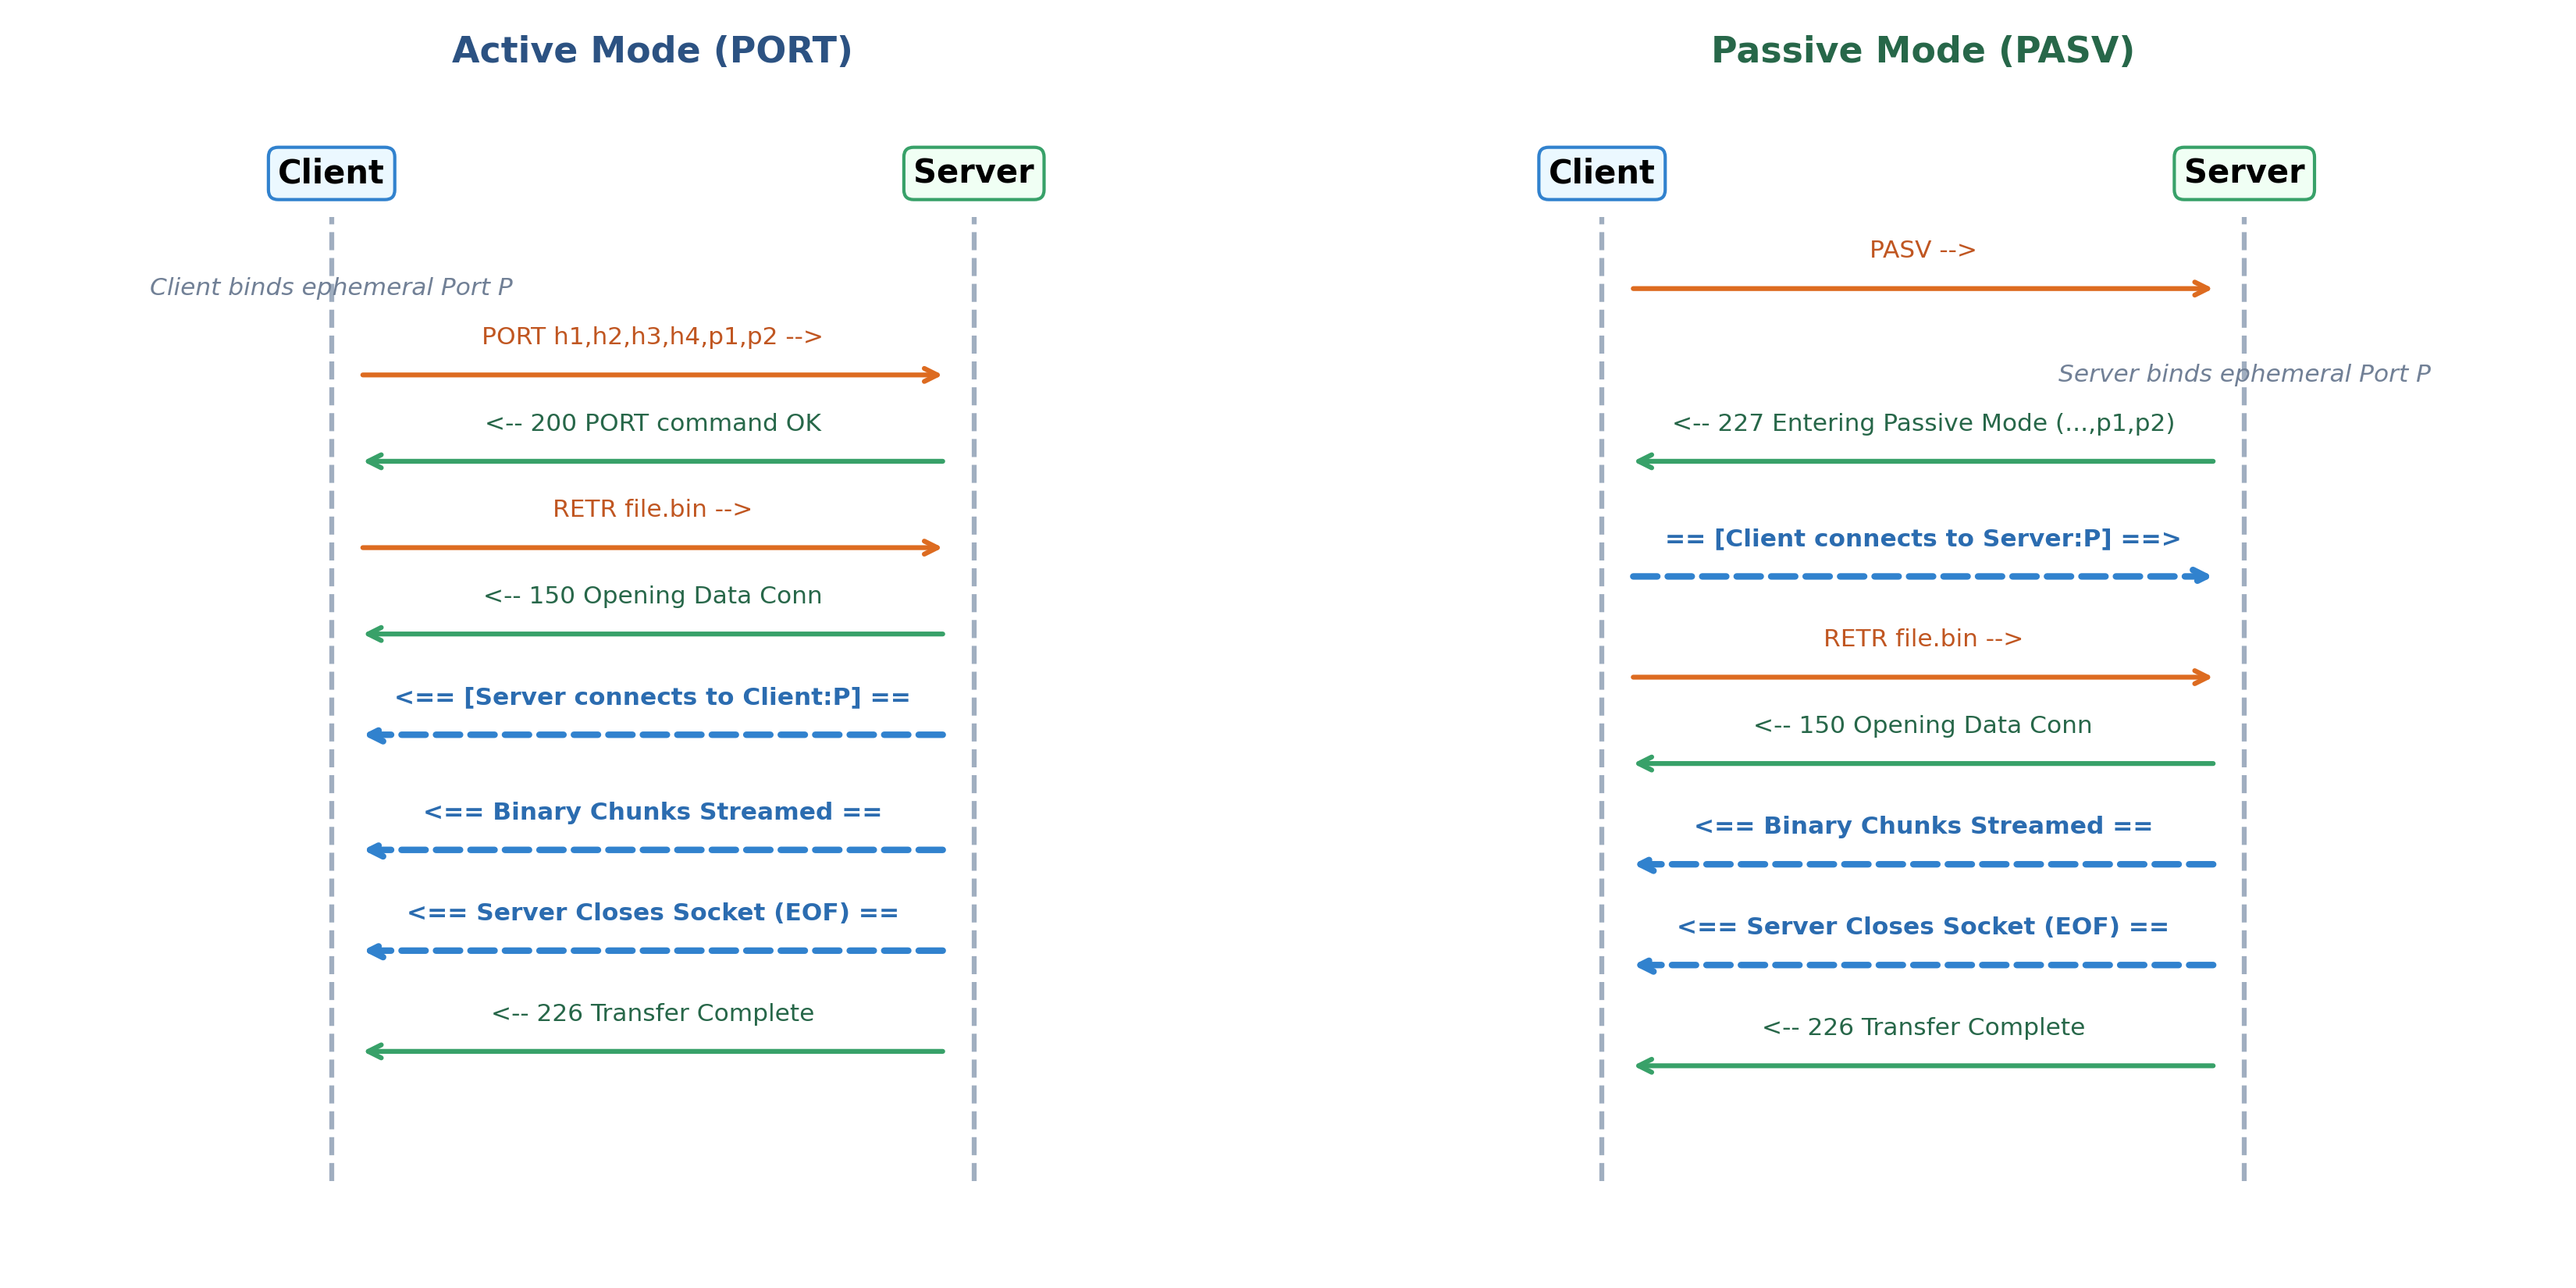 Active Mode (PORT)
Client
Server
Client binds ephemeral Port P
PORT h1,h2,h3,h4,p1,p2 -->
<-- 200 PORT command OK
RETR file.bin -->
<-- 150 Opening Data Conn
<== [Server connects to Client:P] ==
<== Binary Chunks Streamed ==
<== Server Closes Socket (EOF) ==
<-- 226 Transfer Complete
Passive Mode (PASV)
Client
Server
PASV -->
Server binds ephemeral Port P
<-- 227 Entering Passive Mode (...,p1,p2)
== [Client connects to Server:P] ==>
RETR file.bin -->
<-- 150 Opening Data Conn
<== Binary Chunks Streamed ==
<== Server Closes Socket (EOF) ==
<-- 226 Transfer Complete